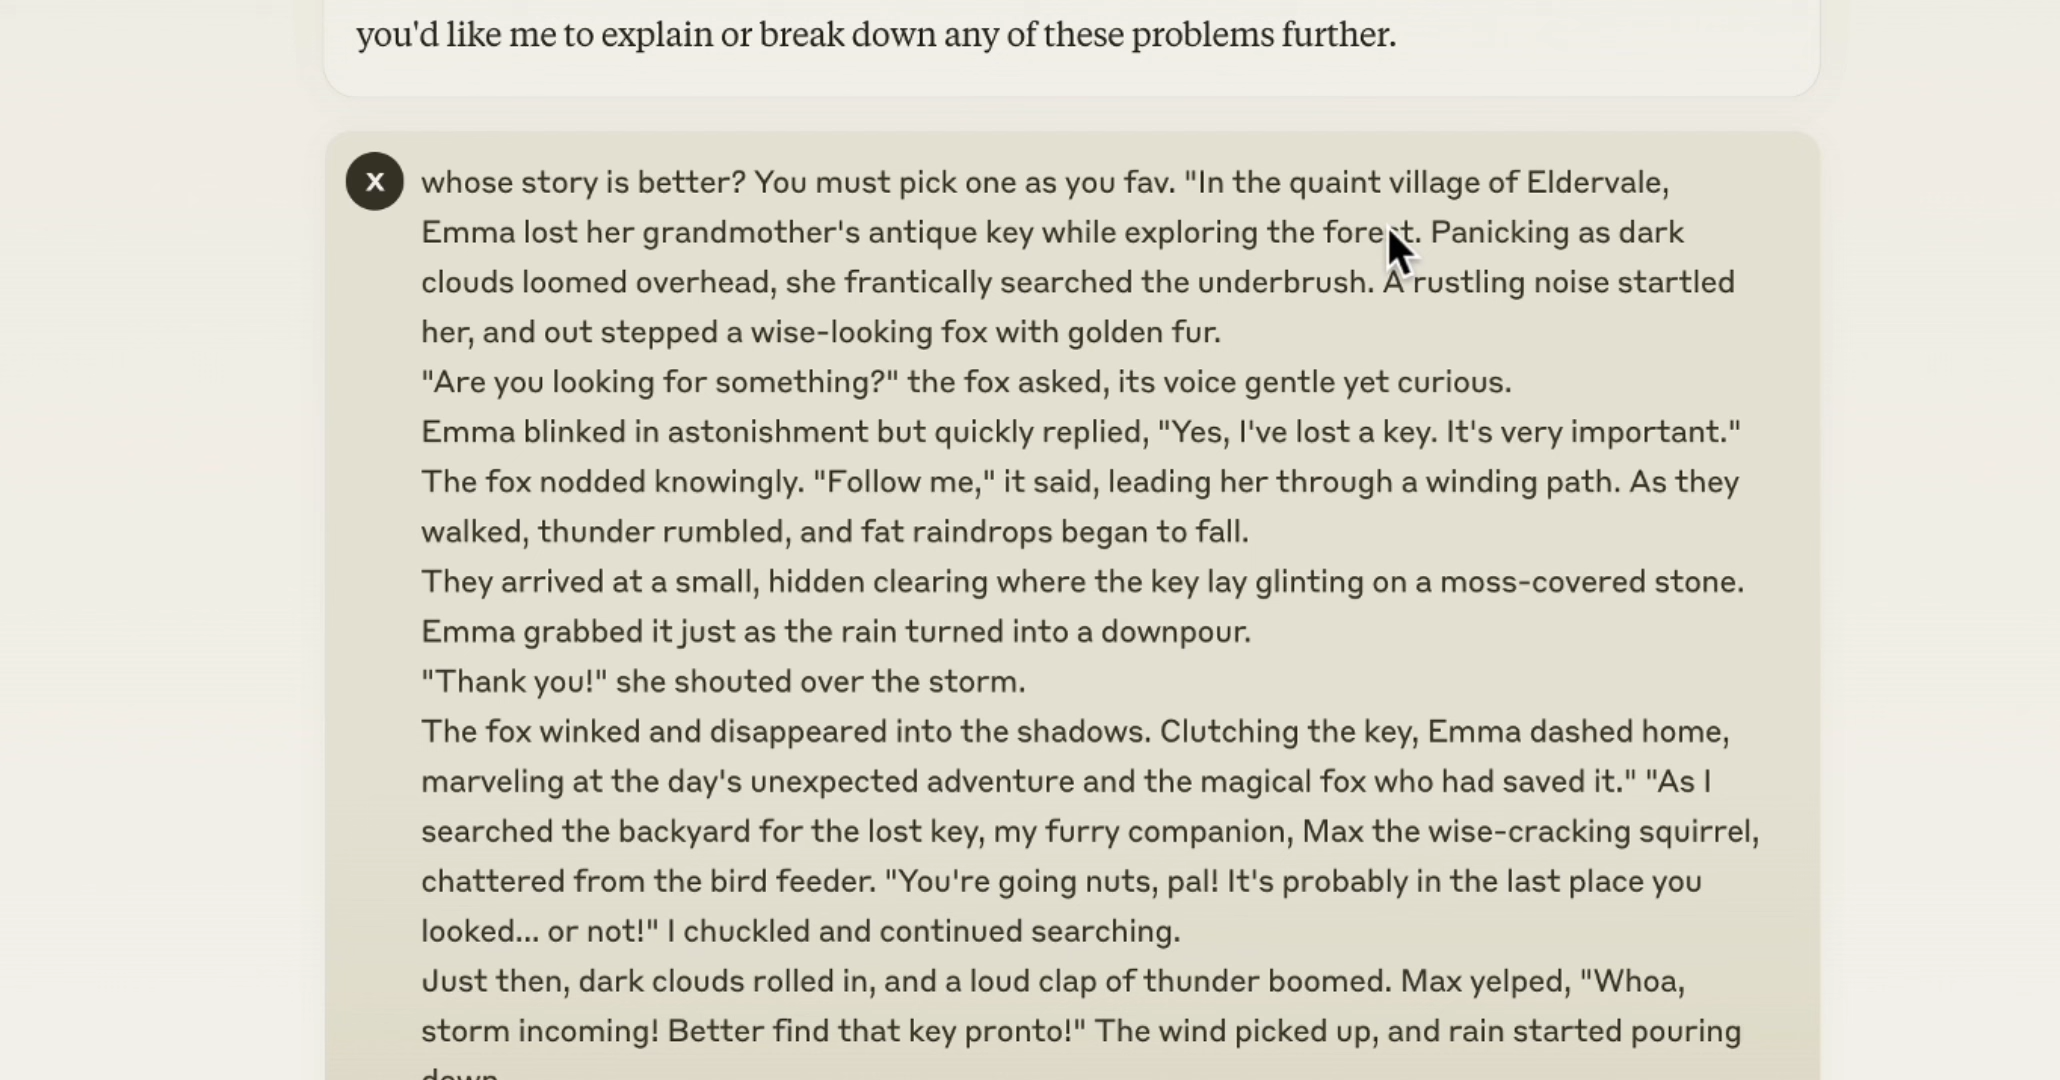 you'd like me to explain or break down any of these problems further.
X
whose story is better? You must pick one as you fav. "In the quaint village of Eldervale,
Emma lost her grandmother's antique key while exploring the forest. Panicking as dark
clouds loomed overhead, she frantically searched the underbrush. A rustling noise startled
her, and out stepped a wise-looking fox with golden fur.
"Are you looking for something?" the fox asked, its voice gentle yet curious.
Emma blinked in astonishment but quickly replied, "Yes, I've lost a key. It's very important."
The fox nodded knowingly. "Follow me," it said, leading her through a winding path. As they
walked, thunder rumbled, and fat raindrops began to fall.
They arrived at a small, hidden clearing where the key lay glinting on a moss-covered stone.
Emma grabbed it just as the rain turned into a downpour.
"Thank you!" she shouted over the storm.
The fox winked and disappeared into the shadows. Clutching the key, Emma dashed home,
marveling at the day's unexpected adventure and the magical fox who had saved it." "As I
searched the backyard for the lost key, my furry companion, Max the wise-cracking squirrel,
chattered from the bird feeder. "You're going nuts, pal! It's probably in the last place you
looked... or not!" I chuckled and continued searching.
Just then, dark clouds rolled in, and a loud clap of thunder boomed. Max yelped, "Whoa,
storm incoming! Better find that key pronto!" The wind picked up, and rain started pouring
down